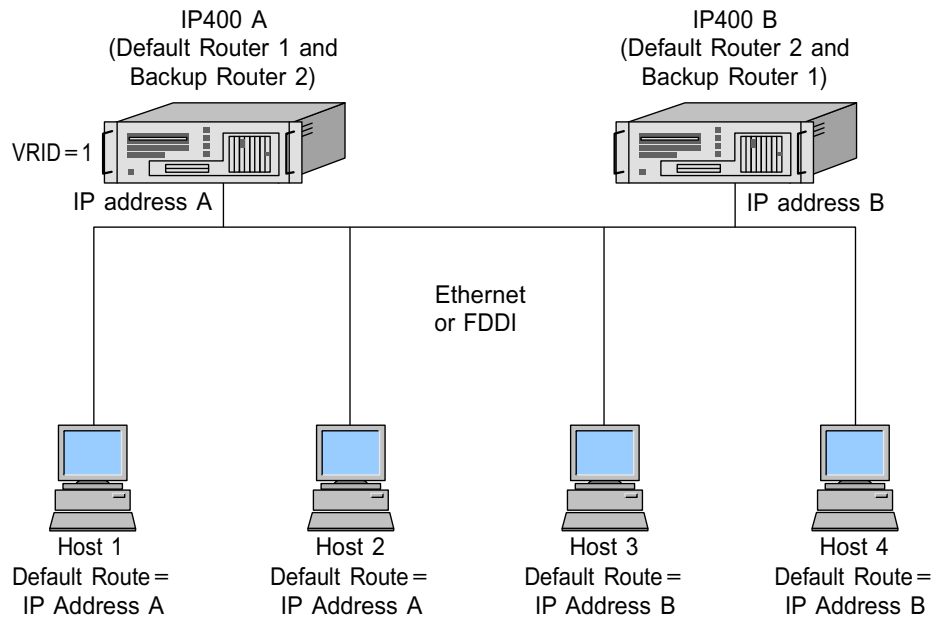 IP400 A
(Default Router 1 and
Backup Router 2)
IP400 B
(Default Router 2 and
Backup Router 1)
VRID=1
IP address A
IP address B
Ethernet
or FDDI
Host 1
Default Route=
IP Address A
Host 2
Default Route=
IP Address A
Host 3
Default Route=
IP Address B
Host 4
Default Route=
IP Address B